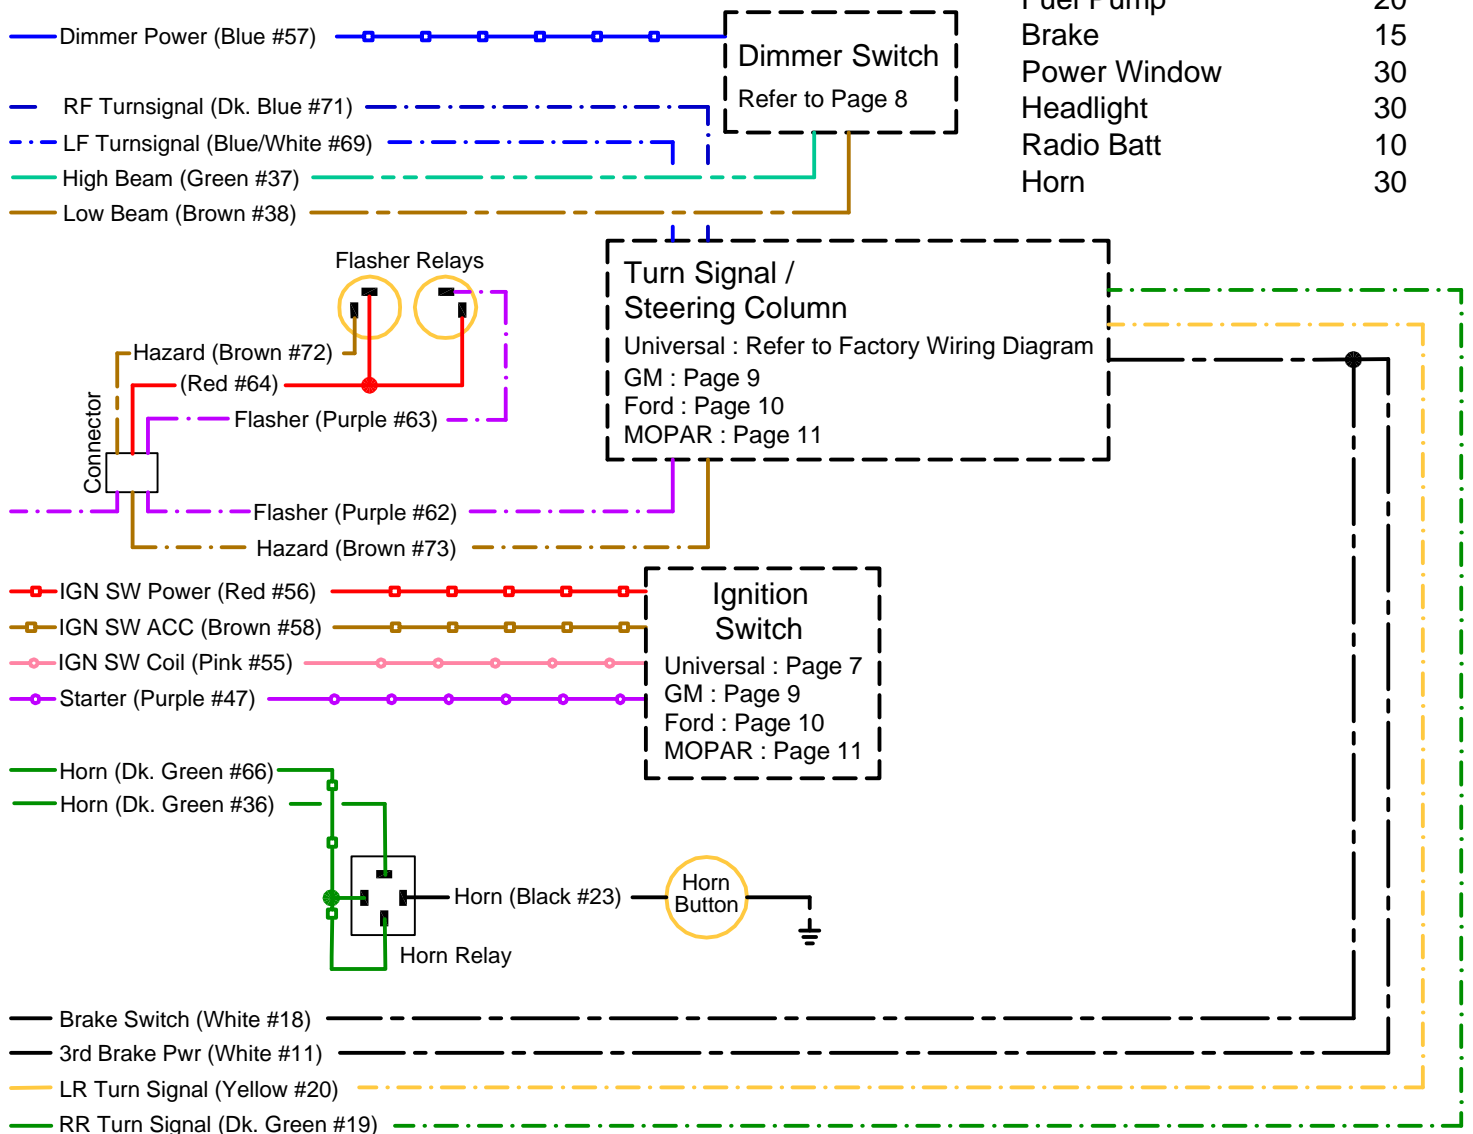 Fuel Pump 20
Brake 15
Power Window 30
Headlight 30
Radio Batt 10
Horn 30
Dimmer Power (Blue #57)
Dimmer Switch
Refer to Page 8
RF Turnsignal (Dk. Blue #71)
LF Turnsignal (Blue/White #69)
High Beam (Green #37)
Low Beam (Brown #38)
Flasher Relays
Hazard (Brown #72)
(Red #64)
Flasher (Purple #63)
Connector
Flasher (Purple #62)
Hazard (Brown #73)
Turn Signal /
Steering Column
Universal : Refer to Factory Wiring Diagram
GM : Page 9
Ford : Page 10
MOPAR : Page 11
IGN SW Power (Red #56)
IGN SW ACC (Brown #58)
IGN SW Coil (Pink #55)
Starter (Purple #47)
Ignition
Switch
Universal : Page 7
GM : Page 9
Ford : Page 10
MOPAR : Page 11
Horn (Dk. Green #66)
Horn (Dk. Green #36)
Horn (Black #23)
Horn
Button
Horn Relay
Brake Switch (White #18)
3rd Brake Pwr (White #11)
LR Turn Signal (Yellow #20)
RR Turn Signal (Dk. Green #19)